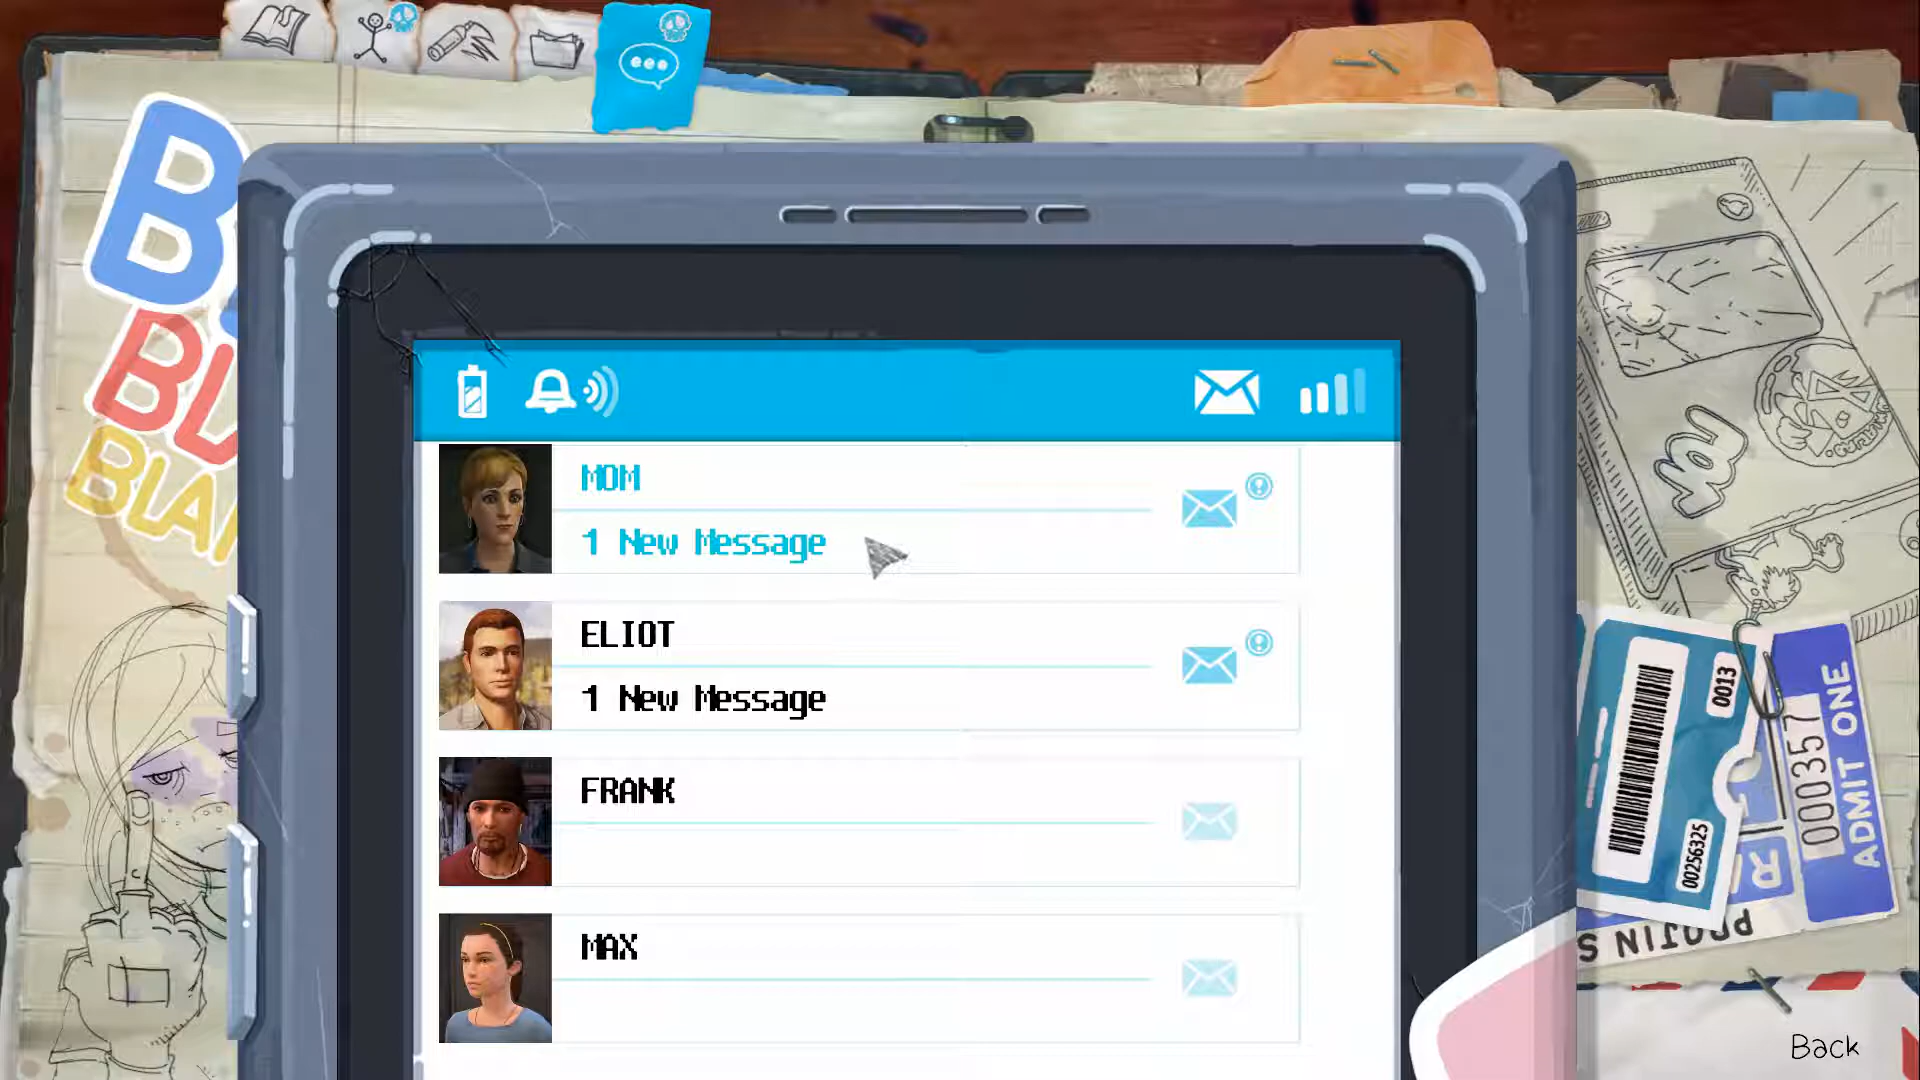 MOM
1 New Message
ELIOT
1 New Message
FRANK
MAX
0013
00256325
000357
ADMIT ONE
Back